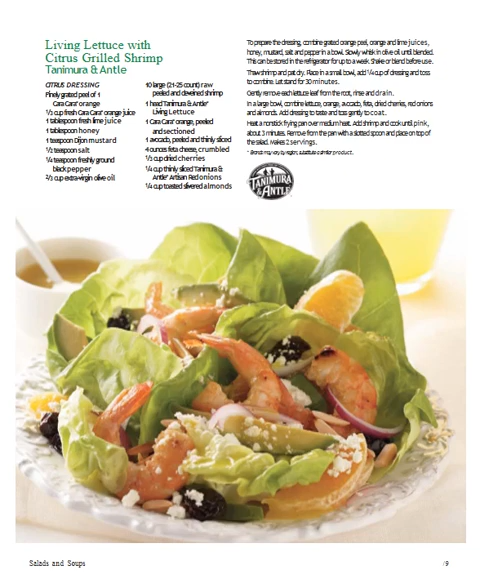 Living Lettuce with
Citrus Grilled Shrimp
Tanimura & Antle
CITRUS DRESSING
Finely grated peel of 1
Cara Cara* orange
1/3 cup fresh Cara Cara* orange juice
1 tablespoon fresh lime juice
1 tablespoon honey
1 teaspoon Dijon mustard
1/2 teaspoon salt
1/4 teaspoon freshly ground
black pepper
2/3 cup extra-virgin olive oil
10 large (21-25 count) raw
peeled and deveined shrimp
1 head Tanimura & Antle®
Living Lettuce
1 Cara Cara* orange, peeled
and sectioned
1 avocado, peeled and thinly sliced
4 ounces feta cheese, crumbled
1/3 cup dried cherries
1/4 cup thinly sliced Tanimura &
Antle® Artisan Red onions
1/4 cup toasted slivered almonds
To prepare the dressing, combine grated orange peel, orange and lime juices,
honey, mustard, salt and pepper in a bowl. Slowly whisk in olive oil until blended.
This can be stored in the refrigerator for up to a week. Shake or blend before use.
Thaw shrimp and pat dry. Place in a small bowl, add 1/4 cup of dressing and toss
to combine. Let stand for 30 minutes.
Gently remove each lettuce leaf from the root, rinse and drain.
In a large bowl, combine lettuce, orange, avocado, feta, dried cherries, red onions
and almonds. Add dressing to taste and toss gently to coat.
Heat a nonstick frying pan over medium heat. Add shrimp and cook until pink,
about 3 minutes. Remove from the pan with a slotted spoon and place on top of
the salad. Makes 2 servings.
* Brands may vary by region; substitute a similar product.
TANIMURA
& ANTLE
Salads and Soups
/9